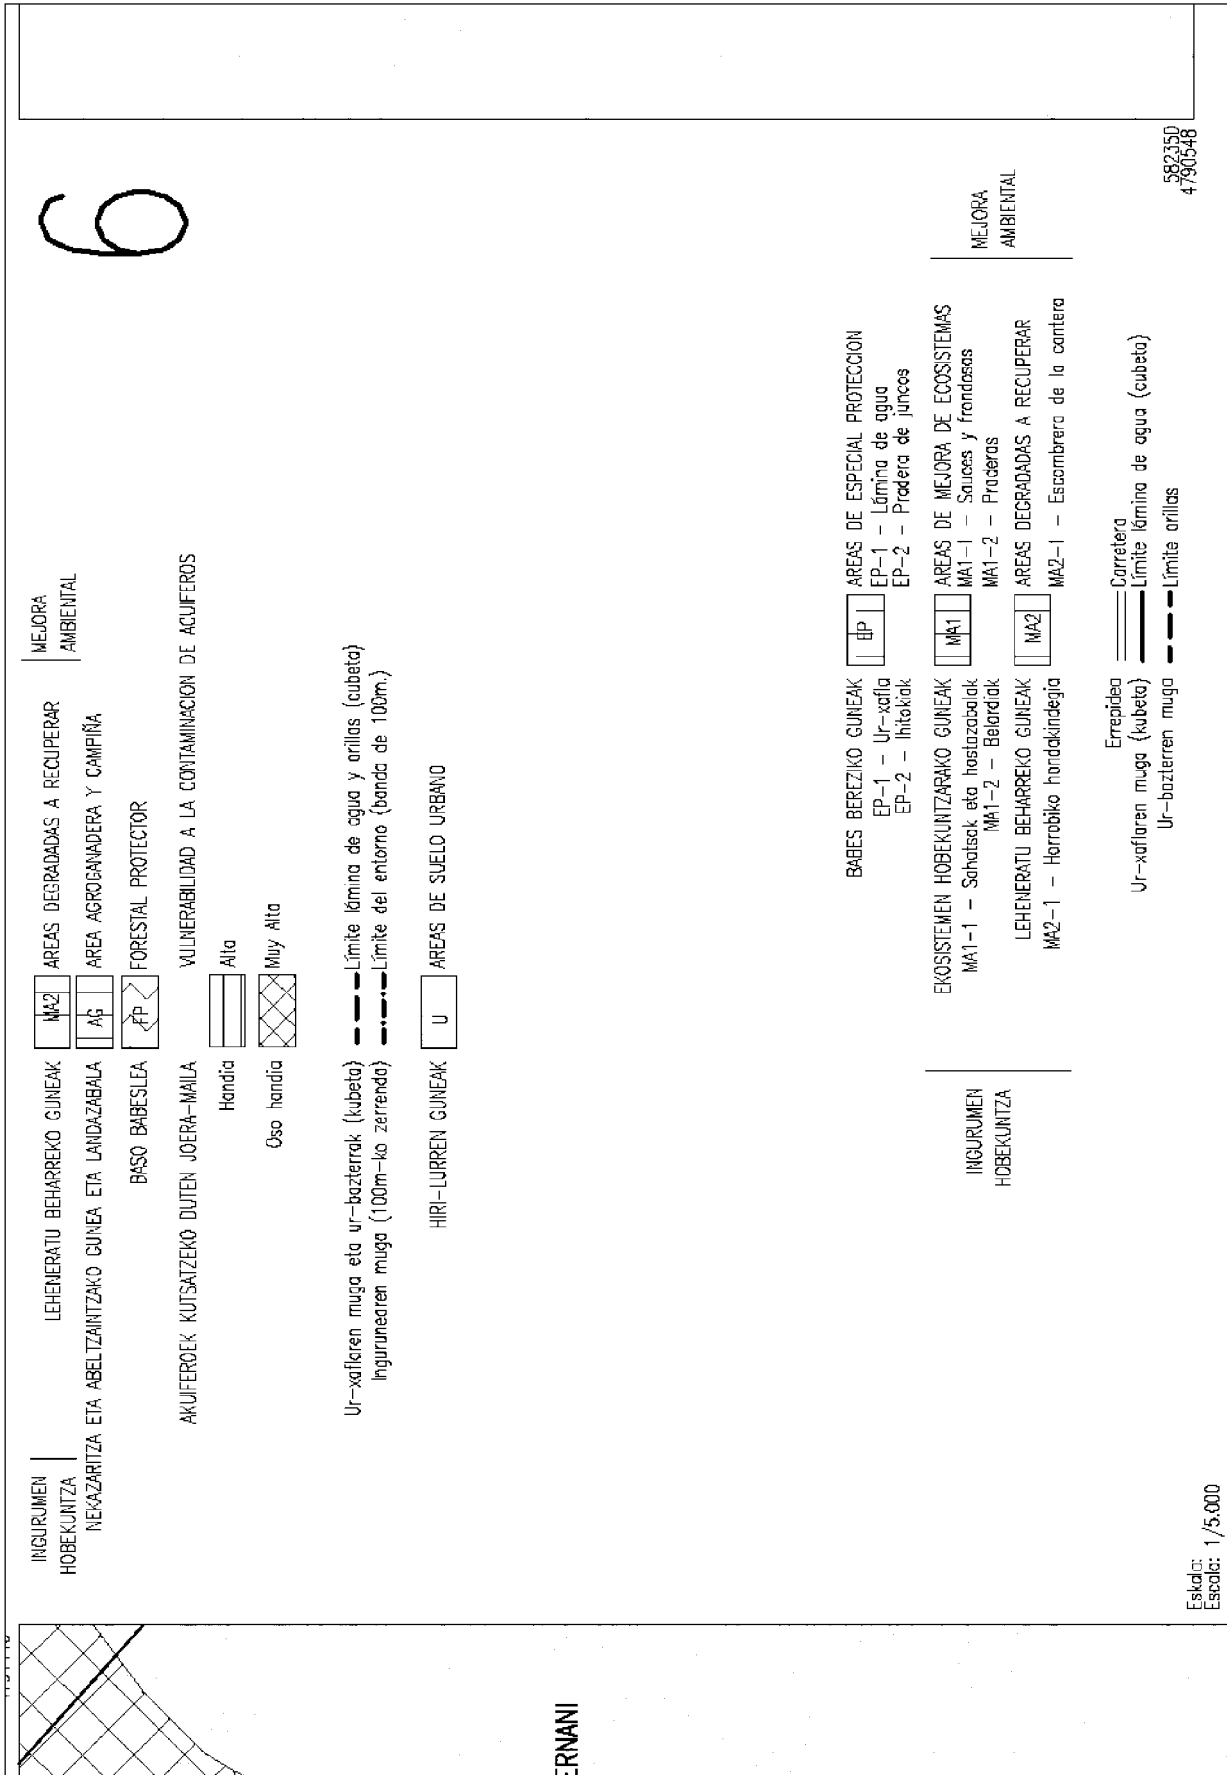 6
INGURUMEN
HOBEKUNTZA
LEHENERATU BEHARREKO GUNEAK MA2 AREAS DEGRADADAS A RECUPERAR
MEJORA
AMBIENTAL
NEKAZARITZA ETA ABELTZAINTZAKO GUNEA ETA LANDAZABALA AG AREA AGROGANADERA Y CAMPIÑA
BASO BABESLEA FP FORESTAL PROTECTOR
AKUIFEROEK KUTSATZEKO DUTEN JOERA-MAILA VULNERABILIDAD A LA CONTAMINACION DE ACUIFEROS
Handia Alta
Oso handia Muy Alta
Ur-xaflaren muga eta ur-bazterrak (kubeta) Límite lámina de agua y orillas (cubeta)
Ingurunearen muga (100m-ko zerrenda) Límite del entorno (banda de 100m.)
HIRI-LURREN GUNEAK U AREAS DE SUELO URBANO
ERNANI
BABES BEREZIKO GUNEAK EP AREAS DE ESPECIAL PROTECCION
EP-1 - Ur-xafla EP-1 - Lámina de agua
EP-2 - Ihitokiak EP-2 - Pradera de juncos
INGURUMEN
HOBEKUNTZA
EKOSISTEMEN HOBEKUNTZARAKO GUNEAK MA1 AREAS DE MEJORA DE ECOSISTEMAS
MA1-1 - Sahatsak eta hostozabalak MA1-1 - Sauces y frondosas
MA1-2 - Belardiak MA1-2 - Praderas
LEHENERATU BEHARREKO GUNEAK MA2 AREAS DEGRADADAS A RECUPERAR
MA2-1 - Harrobiko hondakindegia MA2-1 - Escombrera de la cantera
MEJORA
AMBIENTAL
Errepidea Carretera
Ur-xaflaren muga (kubeta) Límite lámina de agua (cubeta)
Ur-bazterren muga Límite orillas
582350
4790548
Eskala:
Escala: 1/5.000